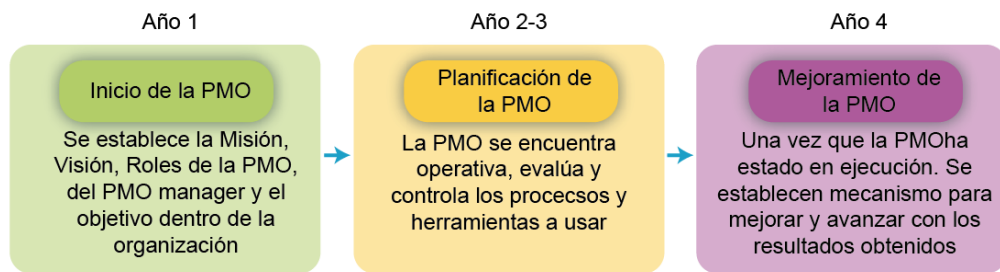 Año 1
Inicio de la PMO
Se establece la Misión,
Visión, Roles de la PMO,
del PMO manager y el
objetivo dentro de la
organización
Año 2-3
Planificación de
la PMO
La PMO se encuentra
operativa, evalúa y
controla los procecsos y
herramientas a usar
Año 4
Mejoramiento de
la PMO
Una vez que la PMOha
estado en ejecución. Se
establecen mecanismo para
mejorar y avanzar con los
resultados obtenidos